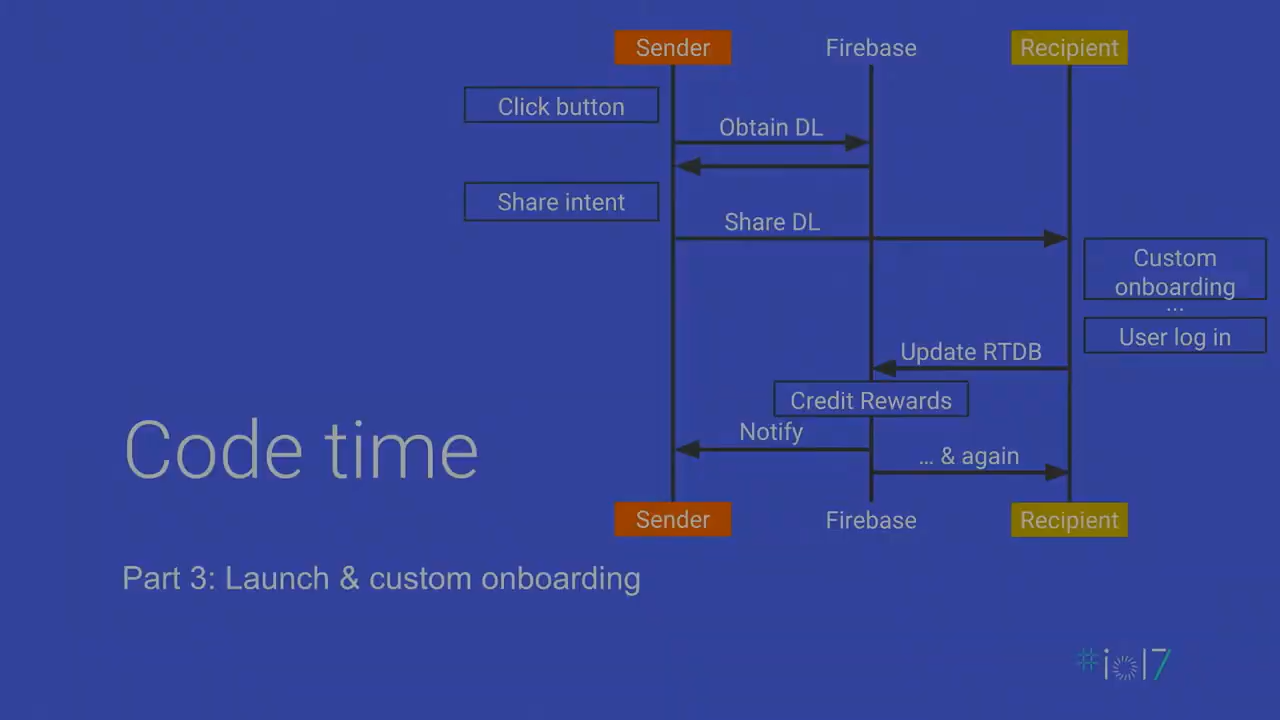 Sender
Firebase
Recipient
Click button
Obtain DL
Share intent
Share DL
Custom
onboarding
...
User log in
Update RTDB
Credit Rewards
Notify
... & again
Sender
Firebase
Recipient
Code time
Part 3: Launch & custom onboarding
#io17